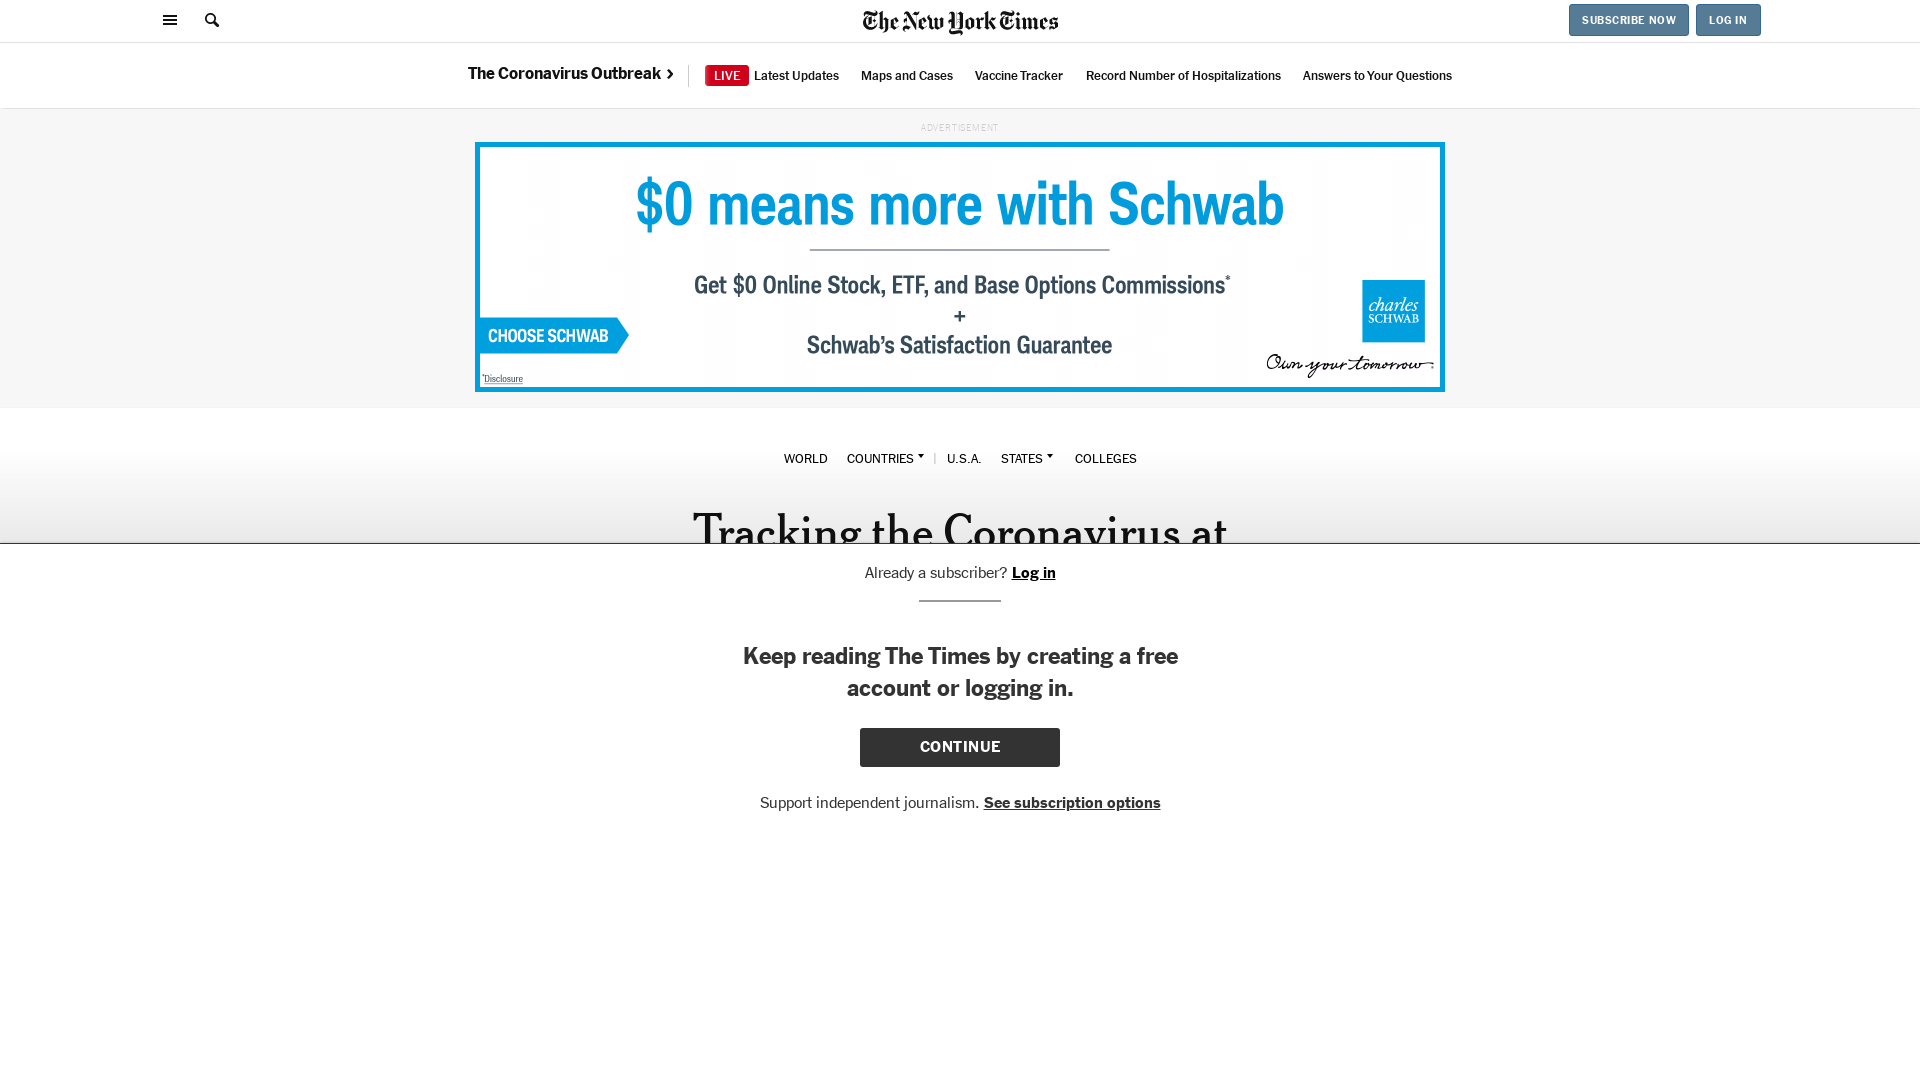 The New York Times
SUBSCRIBE NOW
LOG IN
The Coronavirus Outbreak
LIVE Latest Updates
Maps and Cases
Vaccine Tracker
Record Number of Hospitalizations
Answers to Your Questions
ADVERTISEMENT
$0 means more with Schwab
Get $0 Online Stock, ETF, and Base Options Commissions*
+
Schwab’s Satisfaction Guarantee
CHOOSE SCHWAB
charles
SCHWAB
Own your tomorrow
*Disclosure
WORLD COUNTRIES | U.S.A. STATES COLLEGES
Tracking the Coronavirus at
Already a subscriber? Log in
Keep reading The Times by creating a free
account or logging in.
CONTINUE
Support independent journalism. See subscription options